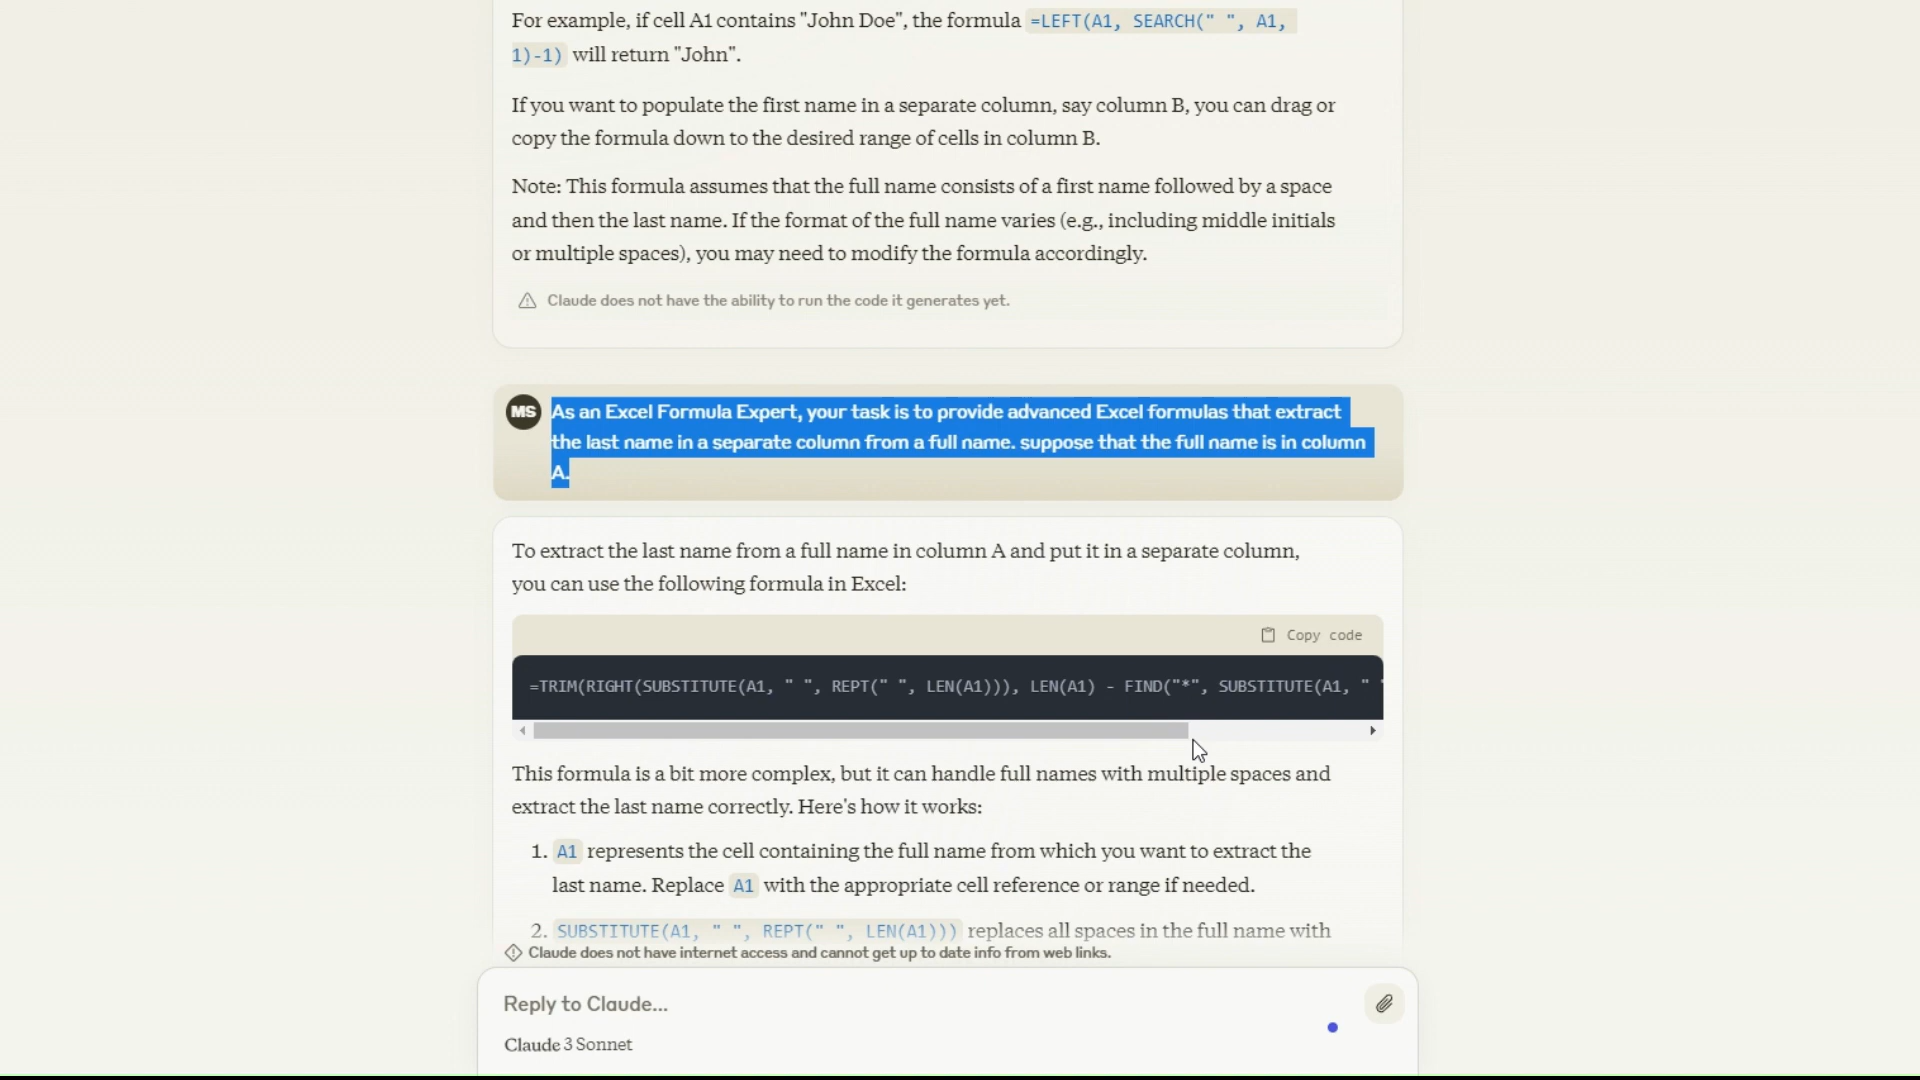 For example, if cell A1 contains "John Doe", the formula =LEFT(A1, SEARCH(" ", A1,
1)-1) will return "John".
If you want to populate the first name in a separate column, say column B, you can drag or
copy the formula down to the desired range of cells in column B.
Note: This formula assumes that the full name consists of a first name followed by a space
and then the last name. If the format of the full name varies (e.g., including middle initials
or multiple spaces), you may need to modify the formula accordingly.
Claude does not have the ability to run the code it generates yet.
MS As an Excel Formula Expert, your task is to provide advanced Excel formulas that extract
the last name in a separate column from a full name. suppose that the full name is in column
A.
To extract the last name from a full name in column A and put it in a separate column,
you can use the following formula in Excel:
Copy code
=TRIM(RIGHT(SUBSTITUTE(A1, " ", REPT(" ", LEN(A1))), LEN(A1) - FIND("*", SUBSTITUTE(A1, " "
This formula is a bit more complex, but it can handle full names with multiple spaces and
extract the last name correctly. Here's how it works:
1. A1 represents the cell containing the full name from which you want to extract the
last name. Replace A1 with the appropriate cell reference or range if needed.
2. SUBSTITUTE(A1, " ", REPT(" ", LEN(A1))) replaces all spaces in the full name with
Claude does not have internet access and cannot get up to date info from web links.
Reply to Claude...
Claude 3 Sonnet